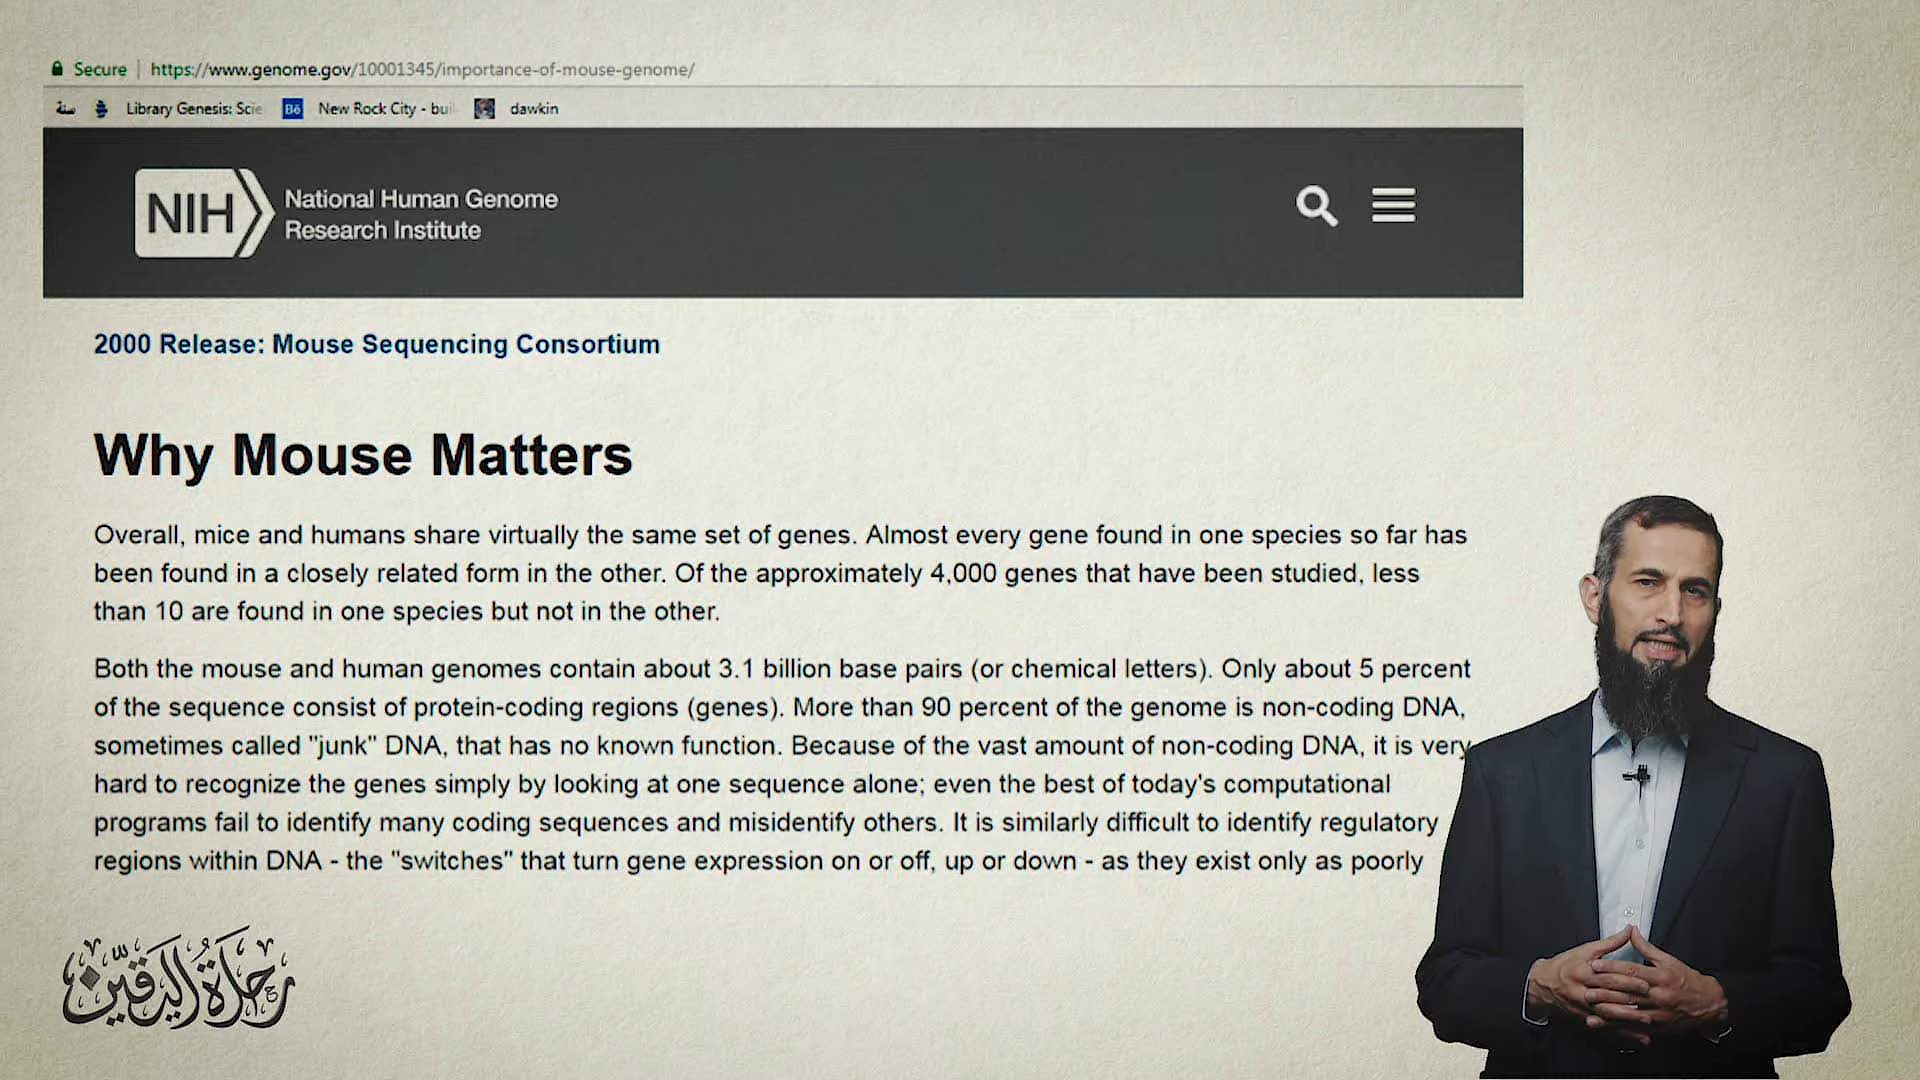 Secure | https://www.genome.gov/10001345/importance-of-mouse-genome/
Library Genesis: Scie Bē New Rock City - bui dawkin
NIH National Human Genome
Research Institute
2000 Release: Mouse Sequencing Consortium
Why Mouse Matters
Overall, mice and humans share virtually the same set of genes. Almost every gene found in one species so far has
been found in a closely related form in the other. Of the approximately 4,000 genes that have been studied, less
than 10 are found in one species but not in the other.
Both the mouse and human genomes contain about 3.1 billion base pairs (or chemical letters). Only about 5 percent
of the sequence consist of protein-coding regions (genes). More than 90 percent of the genome is non-coding DNA,
sometimes called "junk" DNA, that has no known function. Because of the vast amount of non-coding DNA, it is very
hard to recognize the genes simply by looking at one sequence alone; even the best of today's computational
programs fail to identify many coding sequences and misidentify others. It is similarly difficult to identify regulatory
regions within DNA - the "switches" that turn gene expression on or off, up or down - as they exist only as poorly
رحلة اليقين